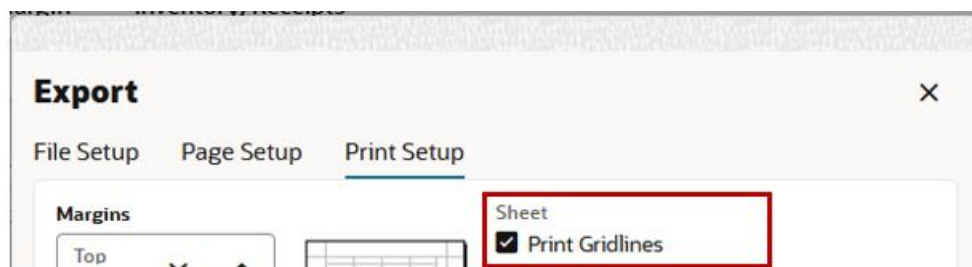 Export
File Setup Page Setup Print Setup
Margins
Sheet
Top
Print Gridlines